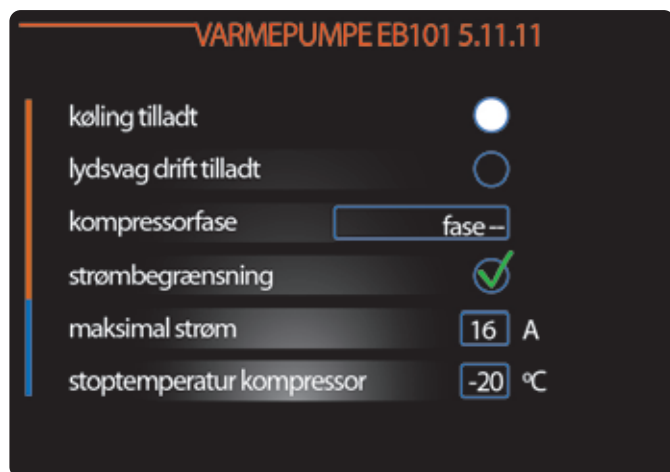 VARMEPUMPE EB101 5.11.11
køling tilladt
lydsvag drift tilladt
kompressorfase fase --
strømbegrænsning
maksimal strøm 16 A
stoptemperatur kompressor -20 °C